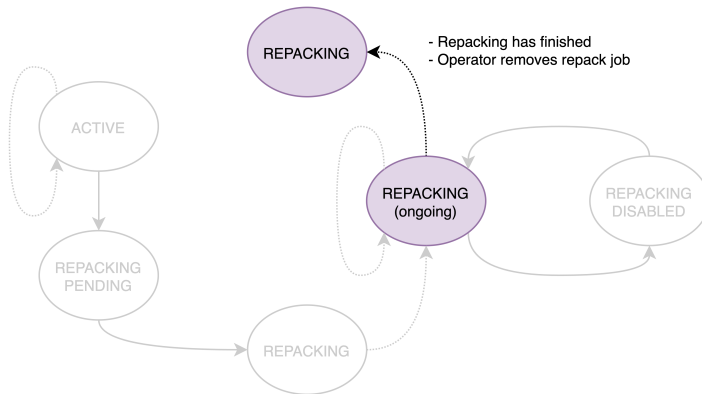 REPACKING
- Repacking has finished
- Operator removes repack job
ACTIVE
REPACKING
(ongoing)
REPACKING
DISABLED
REPACKING
PENDING
REPACKING